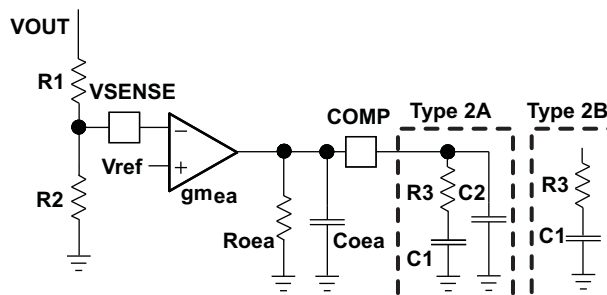 VOUT
R1
VSENSE
COMP
Type 2A
Type 2B
−
Vref
+
gmea
R2
Roea
Coea
R3
C2
C1
R3
C1